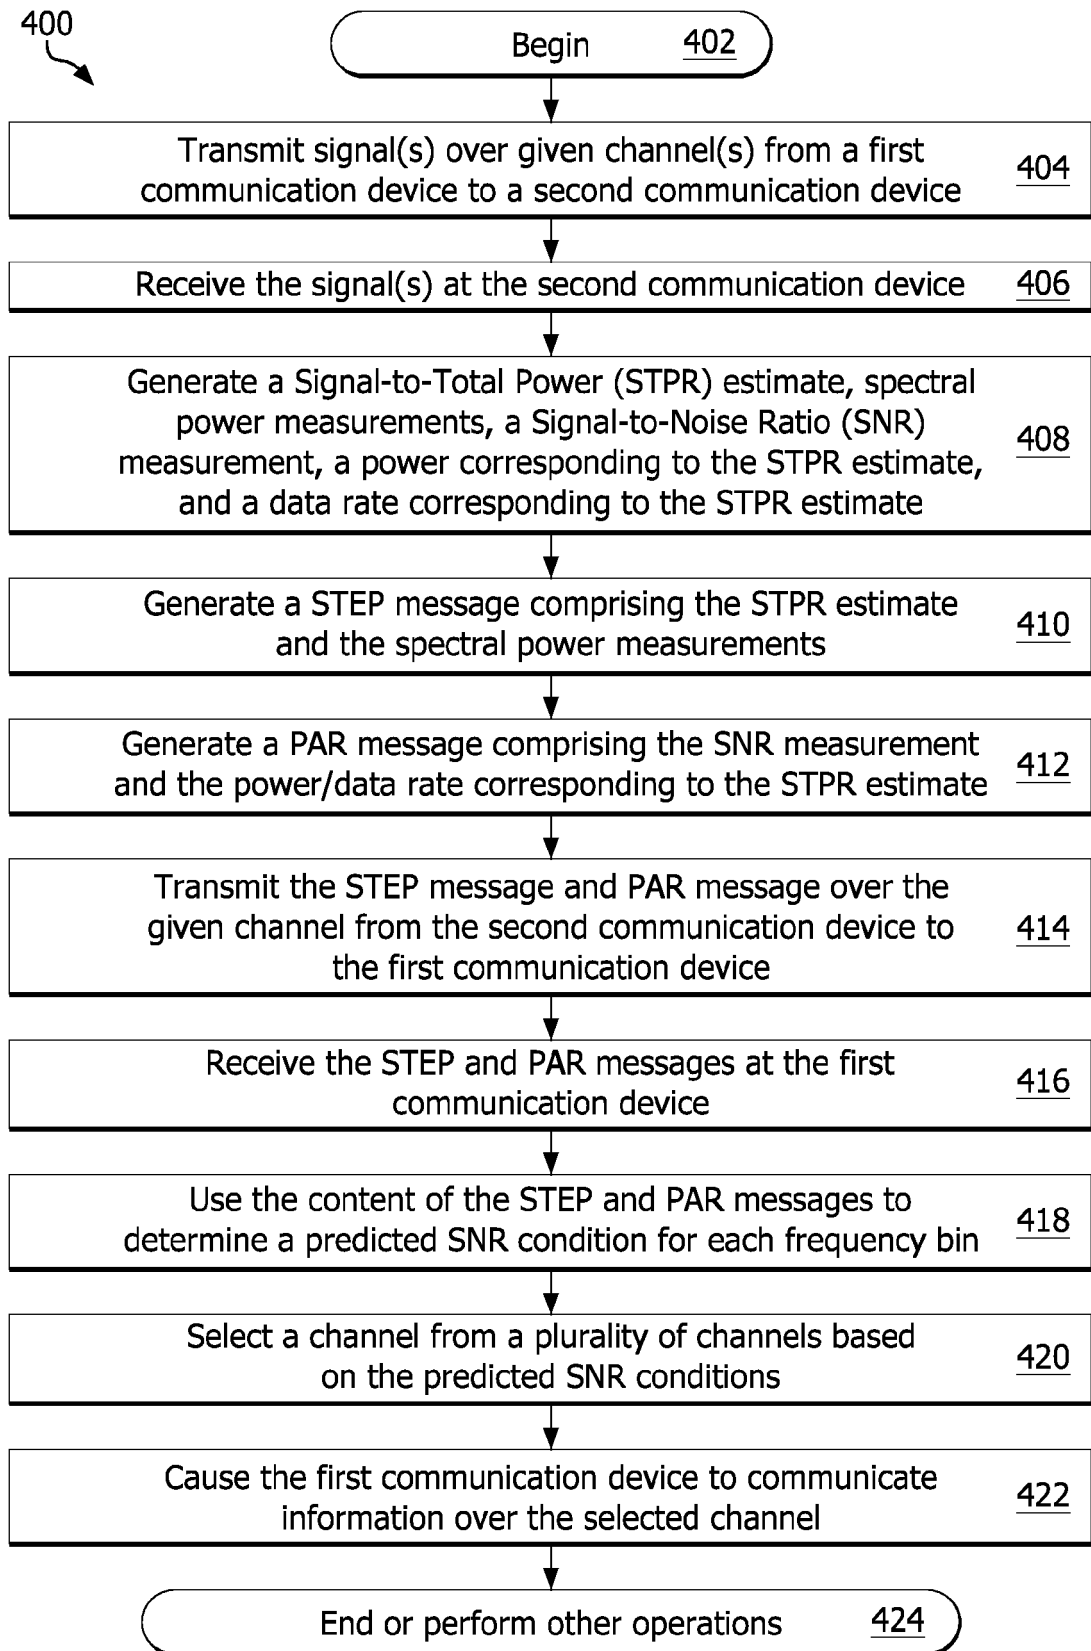 400
Begin 402
Transmit signal(s) over given channel(s) from a first
communication device to a second communication device
404
Receive the signal(s) at the second communication device 406
Generate a Signal-to-Total Power (STPR) estimate, spectral
power measurements, a Signal-to-Noise Ratio (SNR)
measurement, a power corresponding to the STPR estimate,
and a data rate corresponding to the STPR estimate
408
Generate a STEP message comprising the STPR estimate
and the spectral power measurements
410
Generate a PAR message comprising the SNR measurement
and the power/data rate corresponding to the STPR estimate
412
Transmit the STEP message and PAR message over the
given channel from the second communication device to
the first communication device
414
Receive the STEP and PAR messages at the first
communication device
416
Use the content of the STEP and PAR messages to
determine a predicted SNR condition for each frequency bin
418
Select a channel from a plurality of channels based
on the predicted SNR conditions
420
Cause the first communication device to communicate
information over the selected channel
422
End or perform other operations 424